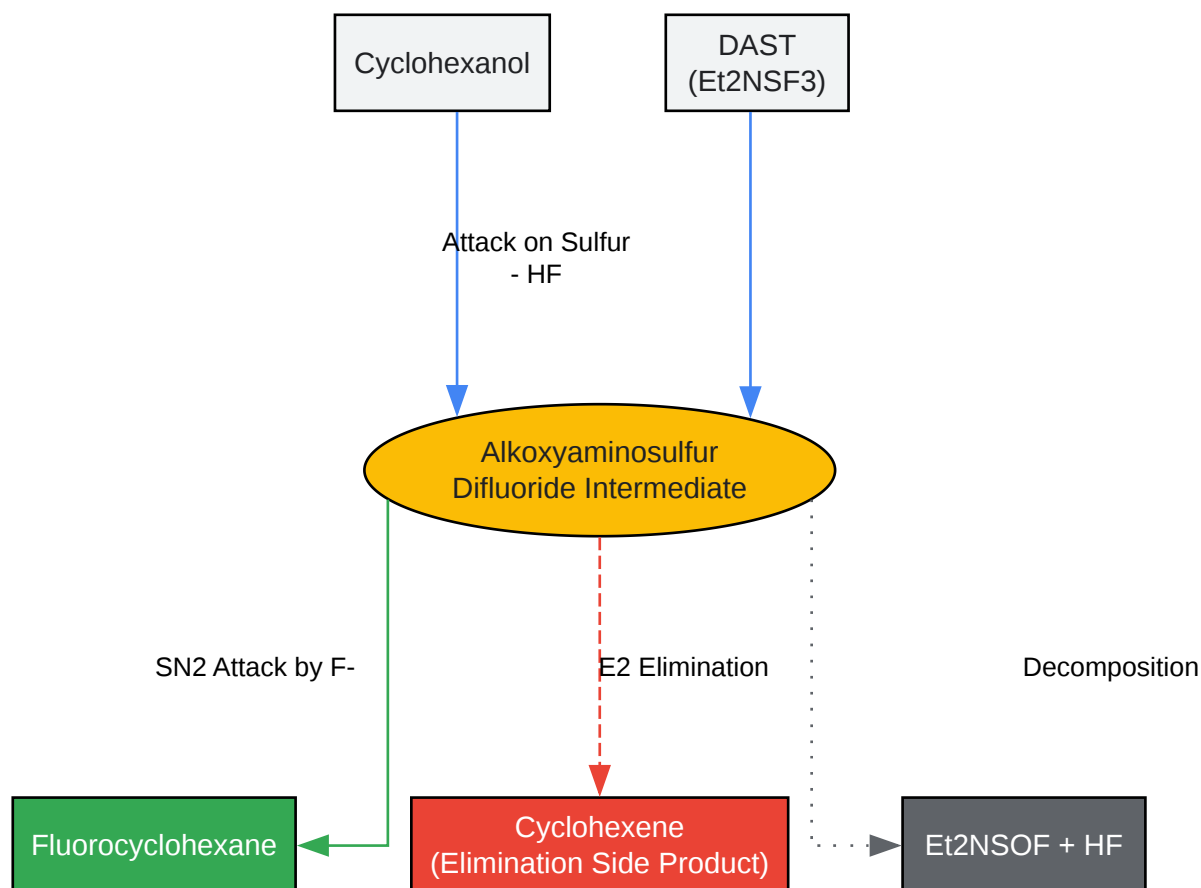 Cyclohexanol
DAST
(Et2NSF3)
Attack on Sulfur
- HF
Alkoxyaminosulfur
Difluoride Intermediate
SN2 Attack by F-
E2 Elimination
Decomposition
Fluorocyclohexane
Cyclohexene
(Elimination Side Product)
Et2NSOF + HF